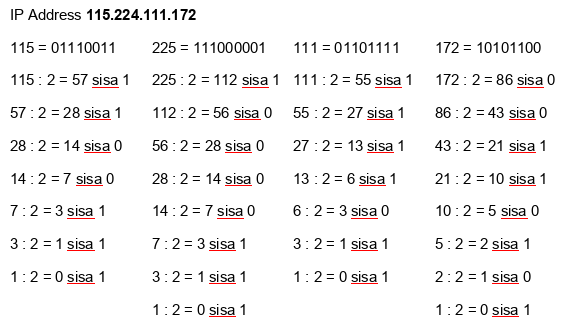 IP Address 115.224.111.172
115 = 01110011 225 = 111000001 111 = 01101111 172 = 10101100
115 : 2 = 57 sisa 1 225 : 2 = 112 sisa 1 111 : 2 = 55 sisa 1 172 : 2 = 86 sisa 0
57 : 2 = 28 sisa 1 112 : 2 = 56 sisa 0 55 : 2 = 27 sisa 1 86 : 2 = 43 sisa 0
28 : 2 = 14 sisa 0 56 : 2 = 28 sisa 0 27 : 2 = 13 sisa 1 43 : 2 = 21 sisa 1
14 : 2 = 7 sisa 0 28 : 2 = 14 sisa 0 13 : 2 = 6 sisa 1 21 : 2 = 10 sisa 1
7 : 2 = 3 sisa 1 14 : 2 = 7 sisa 0 6 : 2 = 3 sisa 0 10 : 2 = 5 sisa 0
3 : 2 = 1 sisa 1 7 : 2 = 3 sisa 1 3 : 2 = 1 sisa 1 5 : 2 = 2 sisa 1
1 : 2 = 0 sisa 1 3 : 2 = 1 sisa 1 1 : 2 = 0 sisa 1 2 : 2 = 1 sisa 0
1 : 2 = 0 sisa 1 1 : 2 = 0 sisa 1